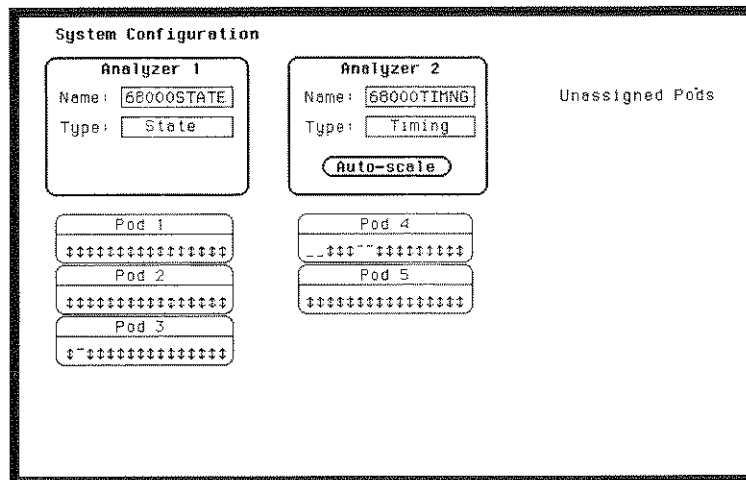 System Configuration
Analyzer 1
Name: 68000STATE
Type: State
Analyzer 2
Name: 68000TIMNG
Type: Timing
Auto-scale
Unassigned Pods
Pod 1
↕↕↕↕↕↕↕↕↕↕↕↕↕↕↕↕
Pod 2
↕↕↕↕↕↕↕↕↕↕↕↕↕↕↕↕
Pod 3
↕¯↕↕↕↕↕↕↕↕↕↕↕↕↕↕
Pod 4
__↕↕↕¯¯↕↕↕↕↕↕↕↕↕
Pod 5
↕↕↕↕↕↕↕↕↕↕↕↕↕↕↕↕